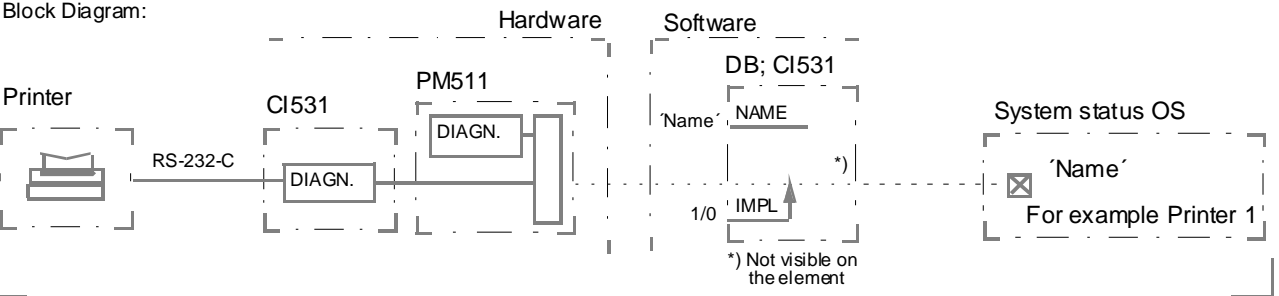 Block Diagram:
Hardware
Software
DB; CI531
PM511
Printer
CI531
System status OS
´Name´
NAME
DIAGN.
RS-232-C
DIAGN.
*)
´Name´
1/0
IMPL
For example Printer 1
*) Not visible on
the element